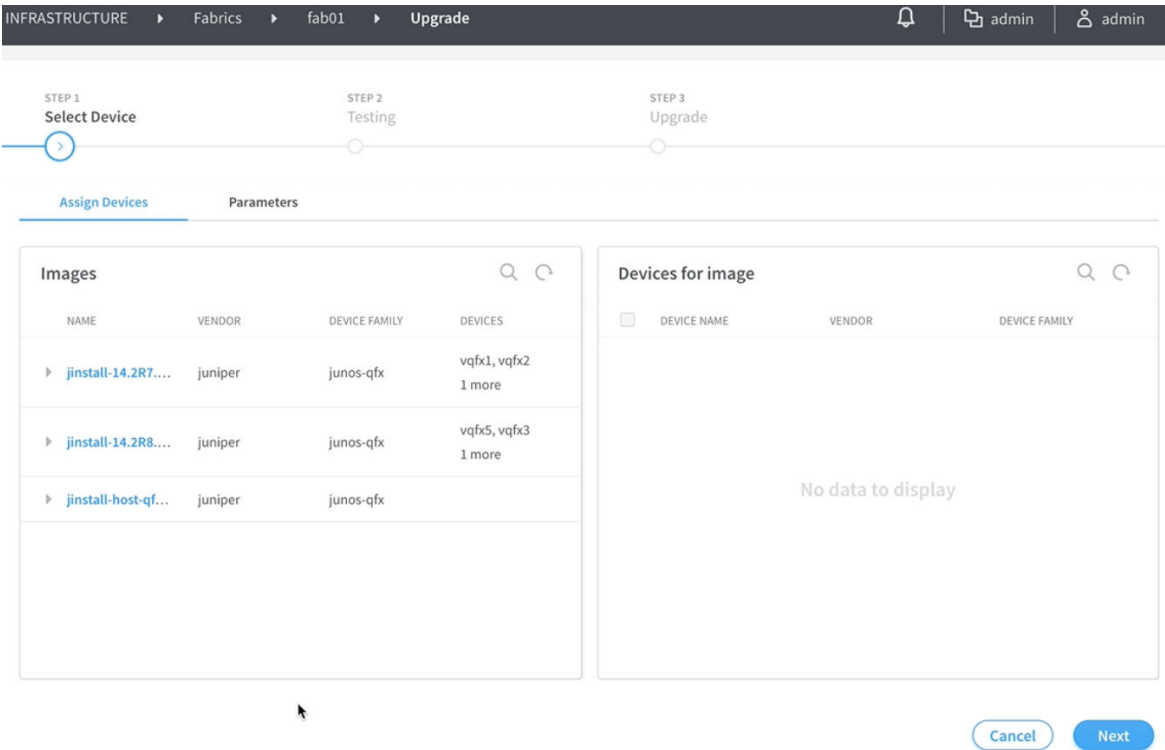 INFRASTRUCTURE Fabrics fab01 Upgrade admin admin
STEP 1 STEP 2 STEP 3
Select Device Testing Upgrade
Assign Devices Parameters
Images
NAME VENDOR DEVICE FAMILY DEVICES
jinstall-14.2R7.... juniper junos-qfx vqfx1, vqfx2
1 more
jinstall-14.2R8.... juniper junos-qfx vqfx5, vqfx3
1 more
jinstall-host-qf... juniper junos-qfx
Devices for image
DEVICE NAME VENDOR DEVICE FAMILY
No data to display
Cancel Next